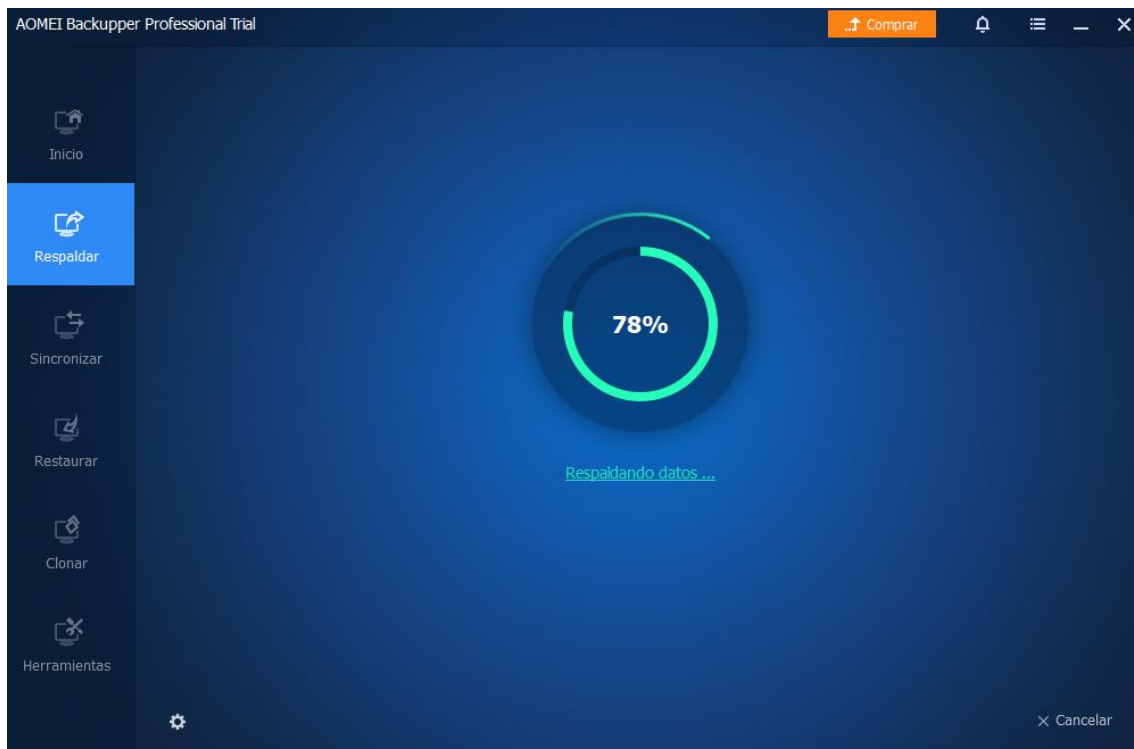 AOMEI Backupper Professional Trial
Comprar
Inicio
Respaldar
Sincronizar
Restaurar
Clonar
Herramientas
78%
Respaldando datos ...
Cancelar